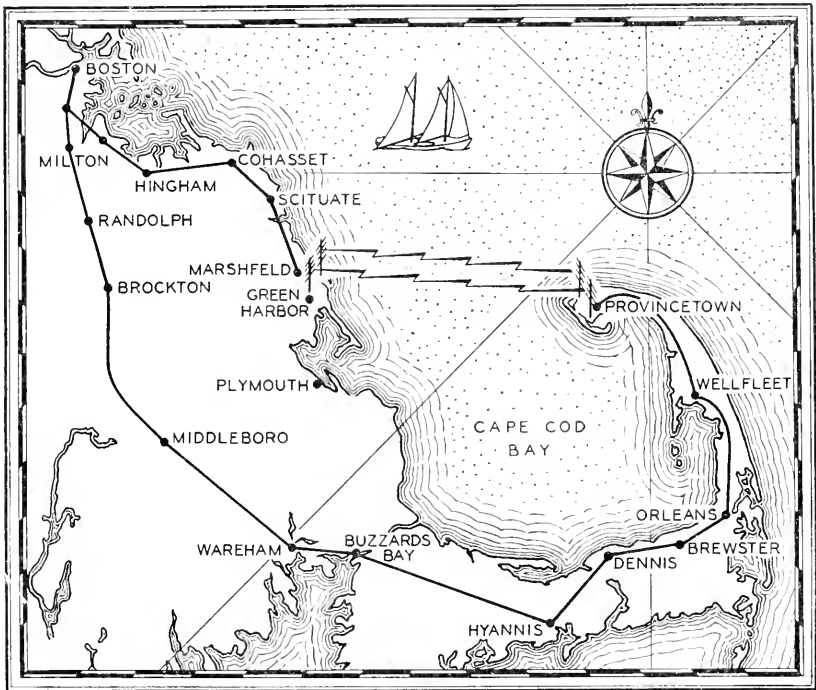 BOSTON
MILTON
COHASSET
HINGHAM
SCITUATE
RANDOLPH
MARSHFELD
BROCKTON
GREEN
HARBOR
PROVINCETOWN
PLYMOUTH
WELLFLEET
CAPE COD
BAY
MIDDLEBORO
ORLEANS
WAREHAM
BUZZARDS
BAY
BREWSTER
DENNIS
HYANNIS